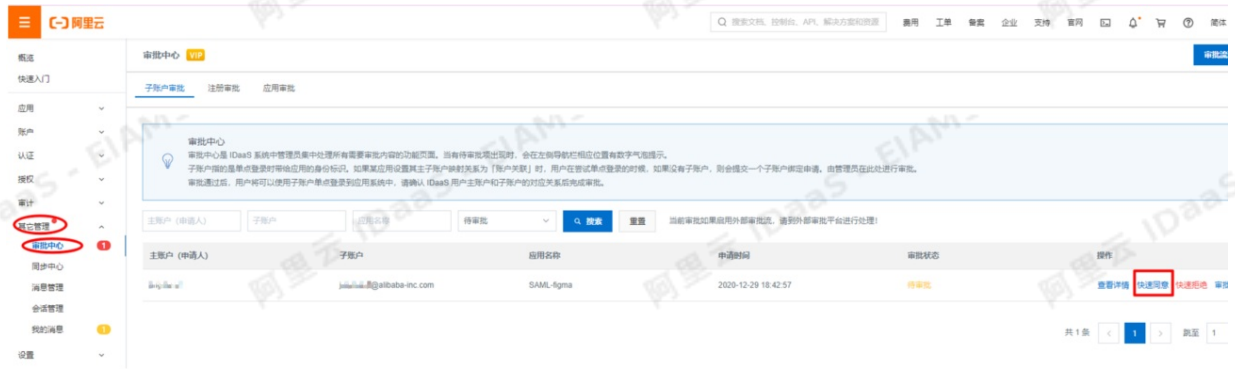 阿里云
搜索文档、控制台、API、解决方案和资源 费用 工单 备案 企业 支持 官网 简体
概览
快速入门
应用
账户
认证
授权
审计
其它管理
审批中心 1
同步中心
消息管理
会话管理
我的消息 1
设置
审批中心 VIP
审批流
子账户审批 注册审批 应用审批
审批中心
审批中心是 IDaaS 系统中管理员集中处理所有需要审批内容的功能页面。当有待审批项出现时，会在左侧导航栏相应位置有数字气泡提示。
子账户指的是单点登录时带给应用的身份标识。如果某应用设置其主子账户映射关系为「账户关联」时，用户在尝试单点登录的时候，如果没有子账户，则会提交一个子账户绑定申请。由管理员在此处进行审批。
审批通过后，用户将可以使用子账户单点登录到应用系统中，请确认 IDaaS 用户主账户和子账户的对应关系后完成审批。
主账户（申请人） 子账户 应用名称 待审批 搜索 重置 当前审批如果启用外部审批流，请到外部审批平台进行处理！
主账户（申请人） 子账户 应用名称 申请时间 审批状态 操作
@alibaba-inc.com SAML-figma 2020-12-29 18:42:57 待审批 查看详情 快速同意 快速拒绝 审批
共 1 条 < 1 > 跳至 1
阿里云 IDaaS - EIAM-